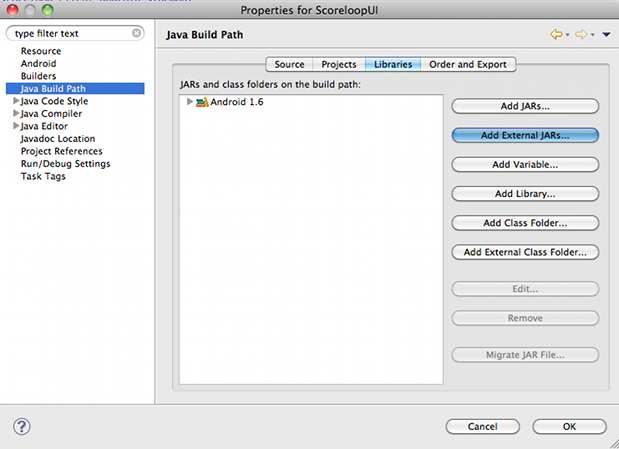 Properties for ScoreloopUI
type filter text
Resource
Android
Builders
Java Build Path
Java Code Style
Java Compiler
Java Editor
Javadoc Location
Project References
Run/Debug Settings
Task Tags
Java Build Path
Source Projects Libraries Order and Export
JARs and class folders on the build path:
Android 1.6
Add JARs...
Add External JARs...
Add Variable...
Add Library...
Add Class Folder...
Add External Class Folder...
Edit...
Remove
Migrate JAR File...
?
Cancel OK